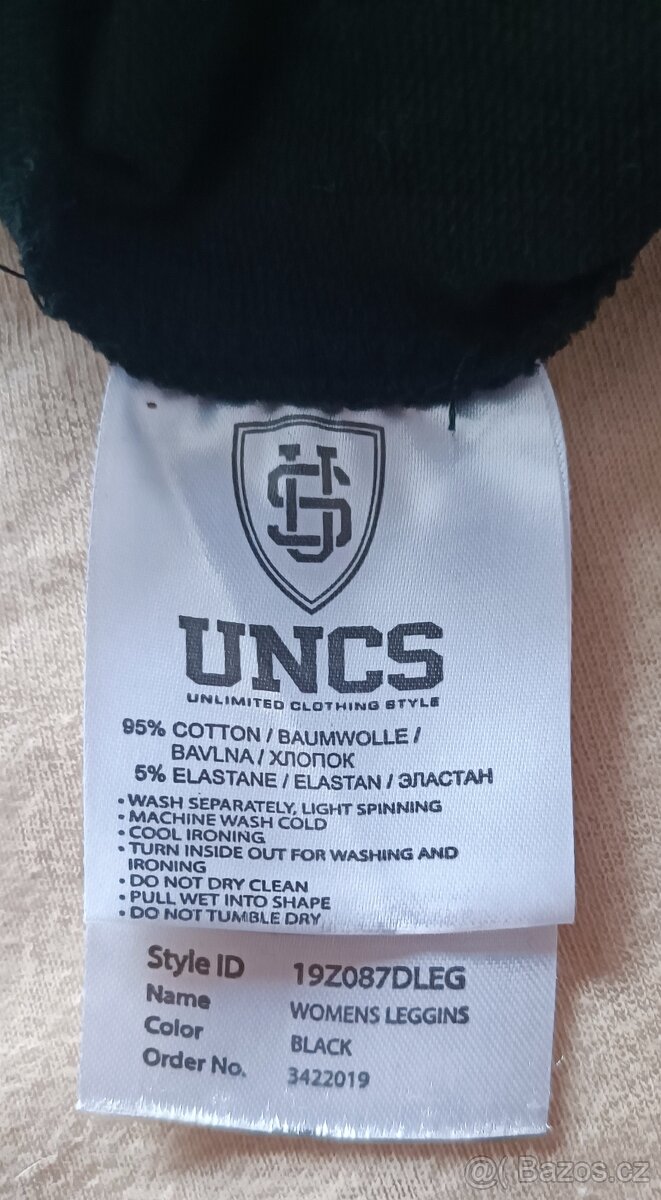 UNCS
UNLIMITED CLOTHING STYLE
95% COTTON / BAUMWOLLE /
BAVLNA / ХЛОПОК
5% ELASTANE / ELASTAN / ЭЛАСТАН
• WASH SEPARATELY, LIGHT SPINNING
• MACHINE WASH COLD
• COOL IRONING
• TURN INSIDE OUT FOR WASHING AND
IRONING
• DO NOT DRY CLEAN
• PULL WET INTO SHAPE
• DO NOT TUMBLE DRY
Style ID 19Z087DLEG
Name WOMENS LEGGINS
Color BLACK
Order No. 3422019
@ Bazos.cz